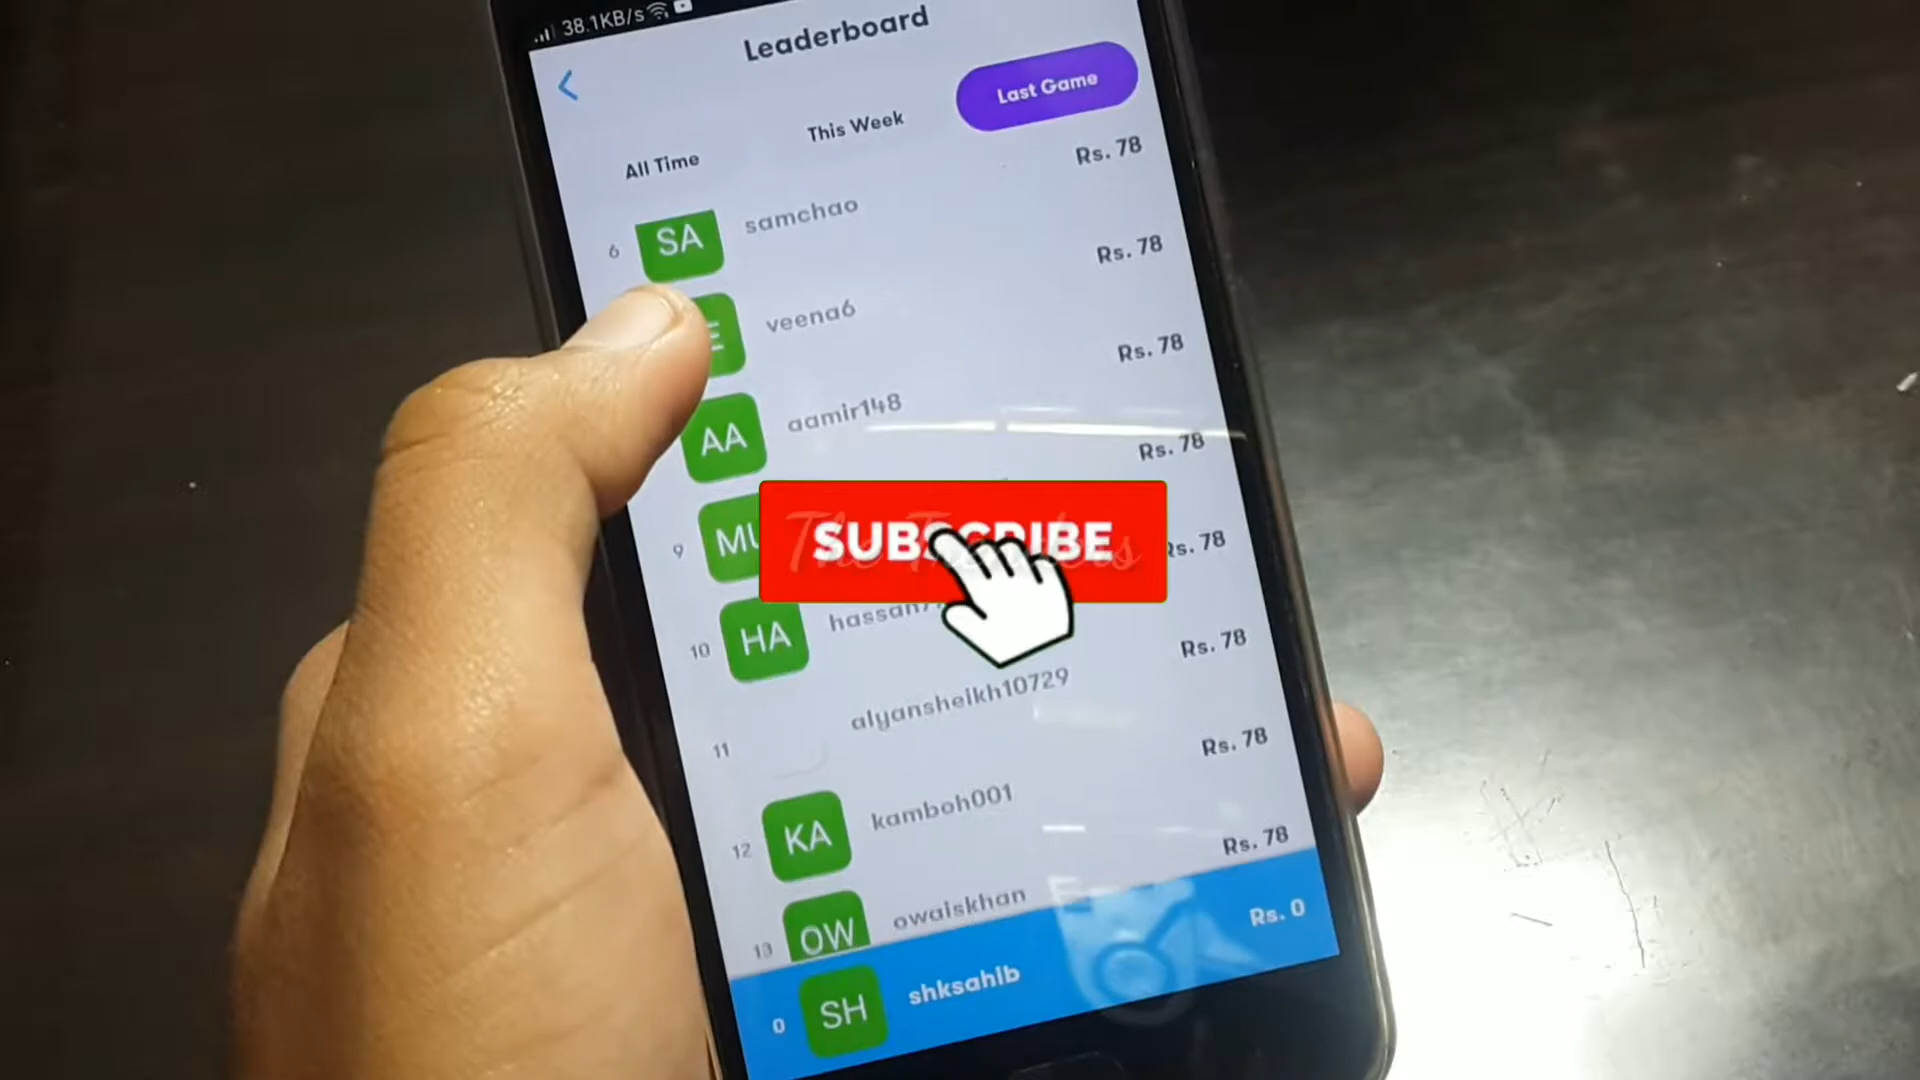 38.1KB/s
Leaderboard
All Time
This Week
Last Game
Rs. 78
6
SA
samchao
Rs. 78
veena6
Rs. 78
AA
aamir148
Rs. 78
9
MU
SUBSCRIBE
Rs. 78
10
HA
Rs. 78
11
alyansheikh10729
Rs. 78
12
KA
kamboh001
Rs. 78
13
OW
owaiskhan
0
SH
shksahib
Rs. 0